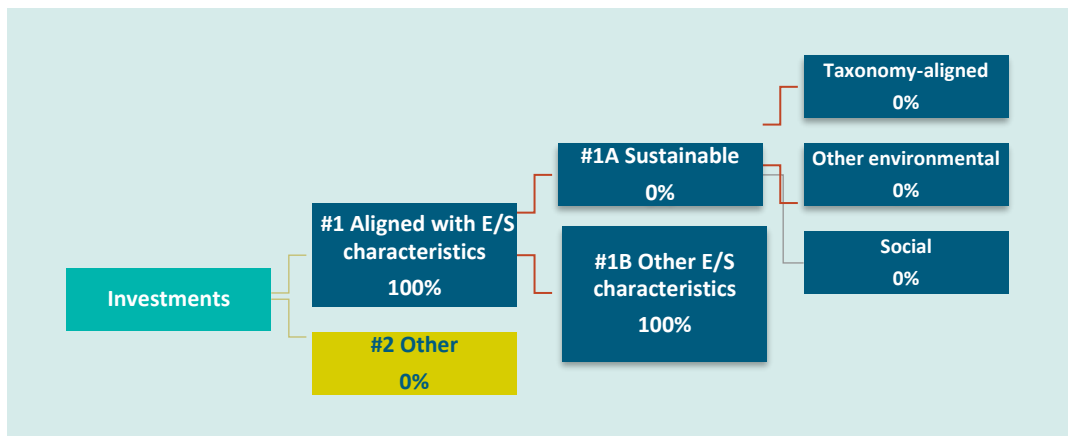 Investments
#1 Aligned with E/S
characteristics
100%
#2 Other
0%
#1A Sustainable
0%
#1B Other E/S
characteristics
100%
Taxonomy-aligned
0%
Other environmental
0%
Social
0%